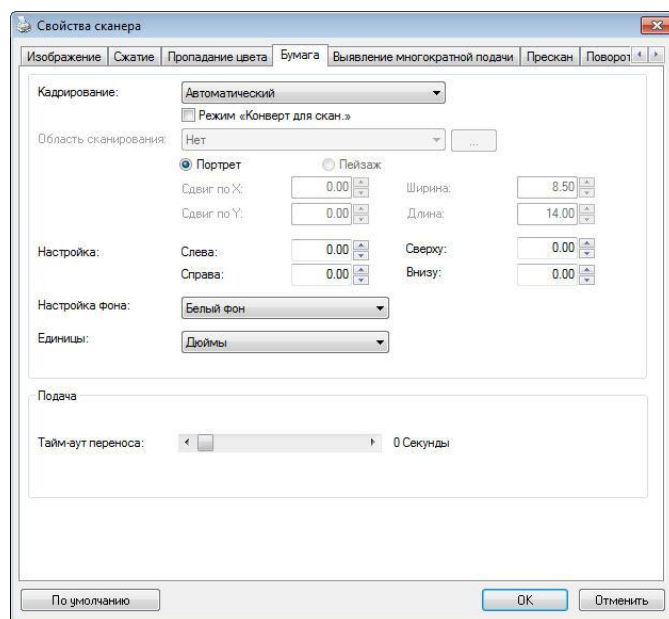 Свойства сканера
Изображение Сжатие Пропадание цвета Бумага Выявление многократной подачи Прескан Поворот
Кадрирование: Автоматический
Режим «Конверт для скан.»
Область сканирования: Нет ...
Портрет Пейзаж
Сдвиг по X: 0.00 Ширина: 8.50
Сдвиг по Y: 0.00 Длина: 14.00
Настройка: Слева: 0.00 Сверху: 0.00
Справа: 0.00 Внизу: 0.00
Настройка фона: Белый фон
Единицы: Дюймы
Подача
Тайм-аут переноса: 0 Секунды
По умолчанию OK Отменить